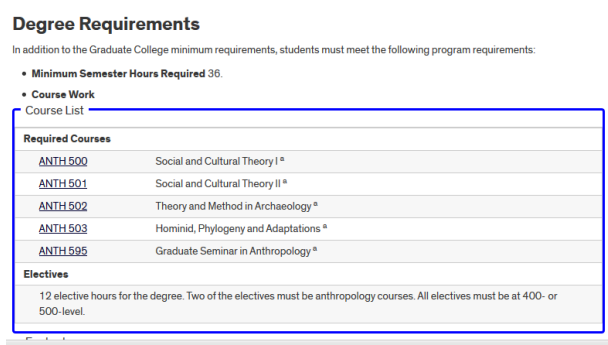 Degree Requirements
In addition to the Graduate College minimum requirements, students must meet the following program requirements:
• Minimum Semester Hours Required 36.
• Course Work
Course List
Required Courses
ANTH 500 Social and Cultural Theory I a
ANTH 501 Social and Cultural Theory II a
ANTH 502 Theory and Method in Archaeology a
ANTH 503 Hominid, Phylogeny and Adaptations a
ANTH 595 Graduate Seminar in Anthropology a
Electives
12 elective hours for the degree. Two of the electives must be anthropology courses. All electives must be at 400- or
500-level.